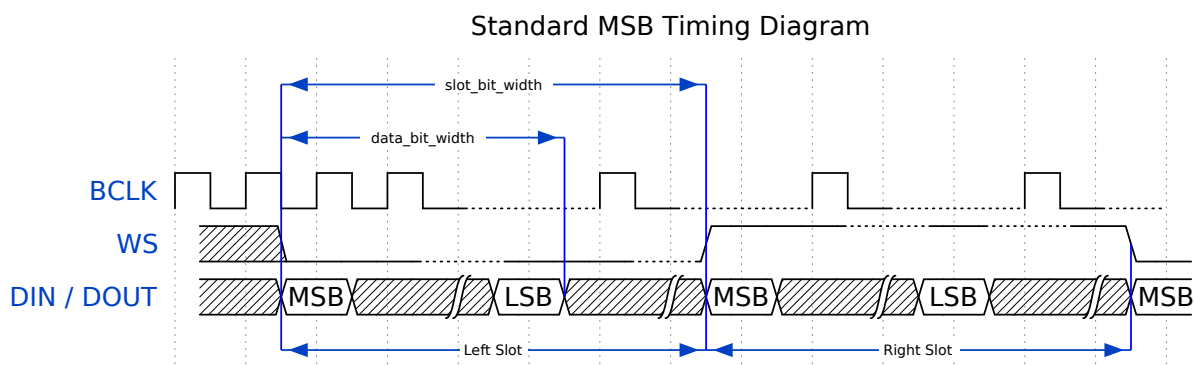 Standard MSB Timing Diagram
slot_bit_width
data_bit_width
BCLK
WS
DIN / DOUT
MSB
LSB
MSB
LSB
MSB
Left Slot
Right Slot